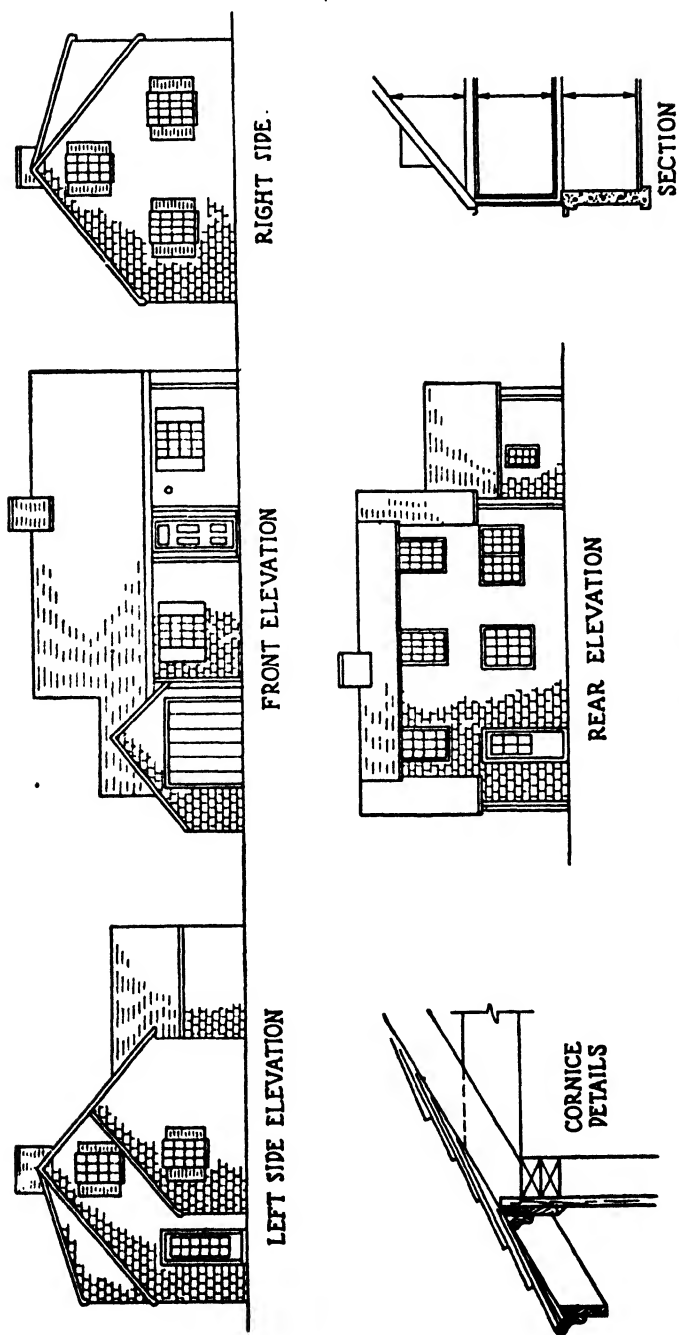 LEFT SIDE ELEVATION
FRONT ELEVATION
RIGHT SIDE.
CORNICE
DETAILS
REAR ELEVATION
SECTION